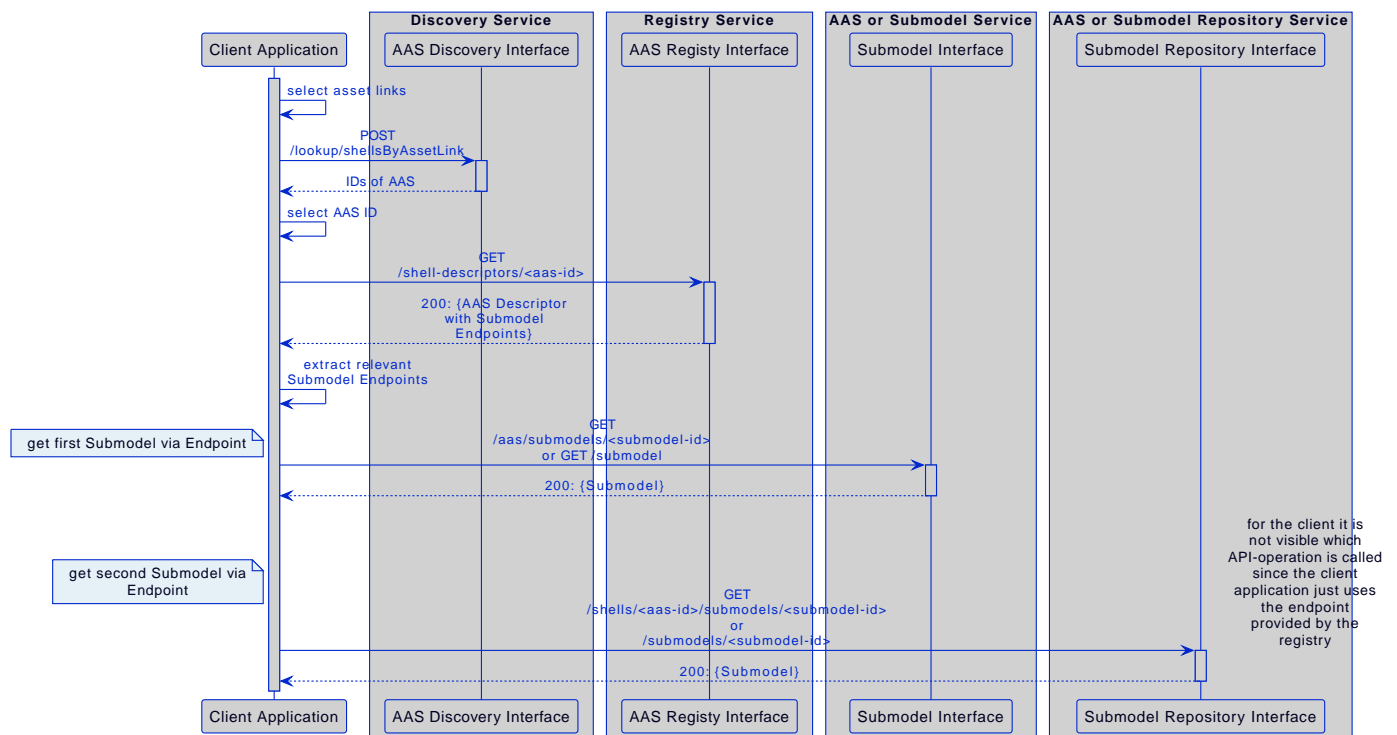 Discovery Service
Registry Service
AAS or Submodel Service
AAS or Submodel Repository Service
Client Application
AAS Discovery Interface
AAS Registy Interface
Submodel Interface
Submodel Repository Interface
select asset links
POST
/lookup/shellsByAssetLink
IDs of AAS
select AAS ID
GET
/shell-descriptors/<aas-id>
200: {AAS Descriptor
with Submodel
Endpoints}
extract relevant
Submodel Endpoints
get first Submodel via Endpoint
GET
/aas/submodels/<submodel-id>
or GET /submodel
200: {Submodel}
for the client it is
not visible which
API-operation is called
since the client
application just uses
the endpoint
provided by the
registry
get second Submodel via
Endpoint
GET
/shells/<aas-id>/submodels/<submodel-id>
or
/submodels/<submodel-id>
200: {Submodel}
Client Application
AAS Discovery Interface
AAS Registy Interface
Submodel Interface
Submodel Repository Interface